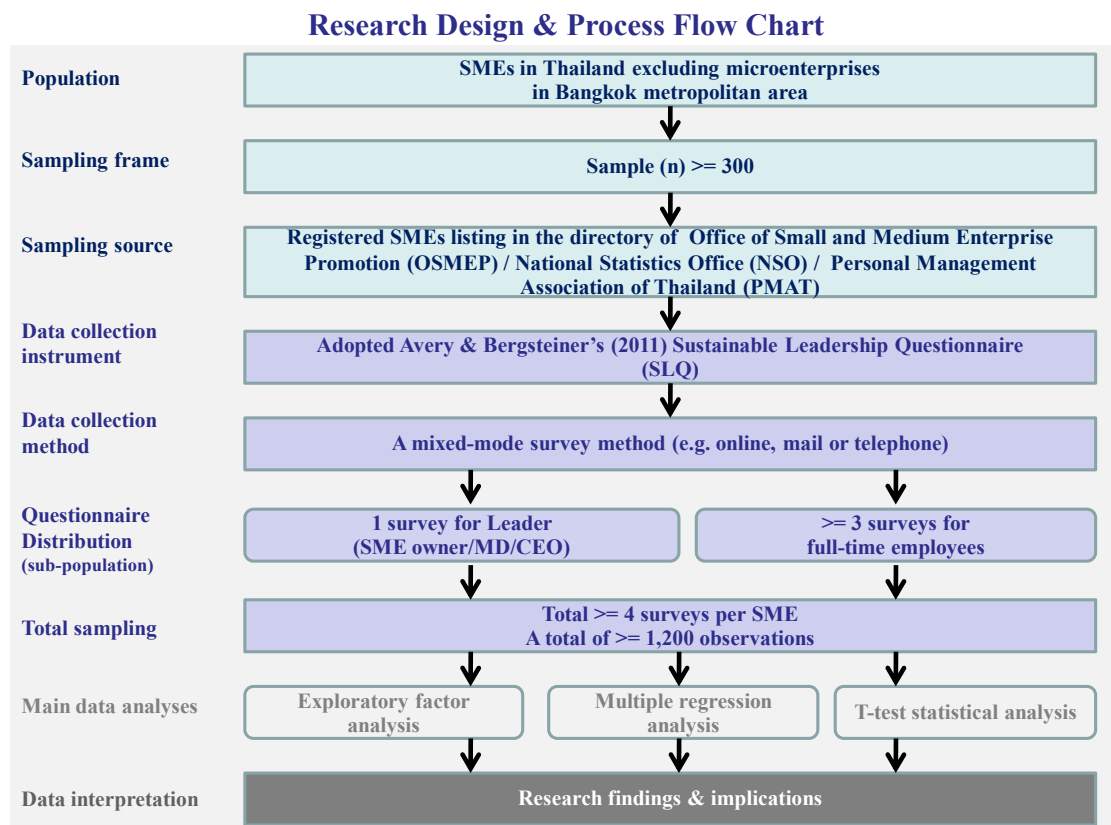 Research Design & Process Flow Chart
Population
SMEs in Thailand excluding microenterprises
in Bangkok metropolitan area
Sampling frame
Sample (n) >= 300
Sampling source
Registered SMEs listing in the directory of Office of Small and Medium Enterprise
Promotion (OSMEP) / National Statistics Office (NSO) / Personal Management
Association of Thailand (PMAT)
Data collection
instrument
Adopted Avery & Bergsteiner's (2011) Sustainable Leadership Questionnaire
(SLQ)
Data collection
method
A mixed-mode survey method (e.g. online, mail or telephone)
Questionnaire
Distribution
(sub-population)
1 survey for Leader
(SME owner/MD/CEO)
>= 3 surveys for
full-time employees
Total sampling
Total >= 4 surveys per SME
A total of >= 1,200 observations
Main data analyses
Exploratory factor
analysis
Multiple regression
analysis
T-test statistical analysis
Data interpretation
Research findings & implications